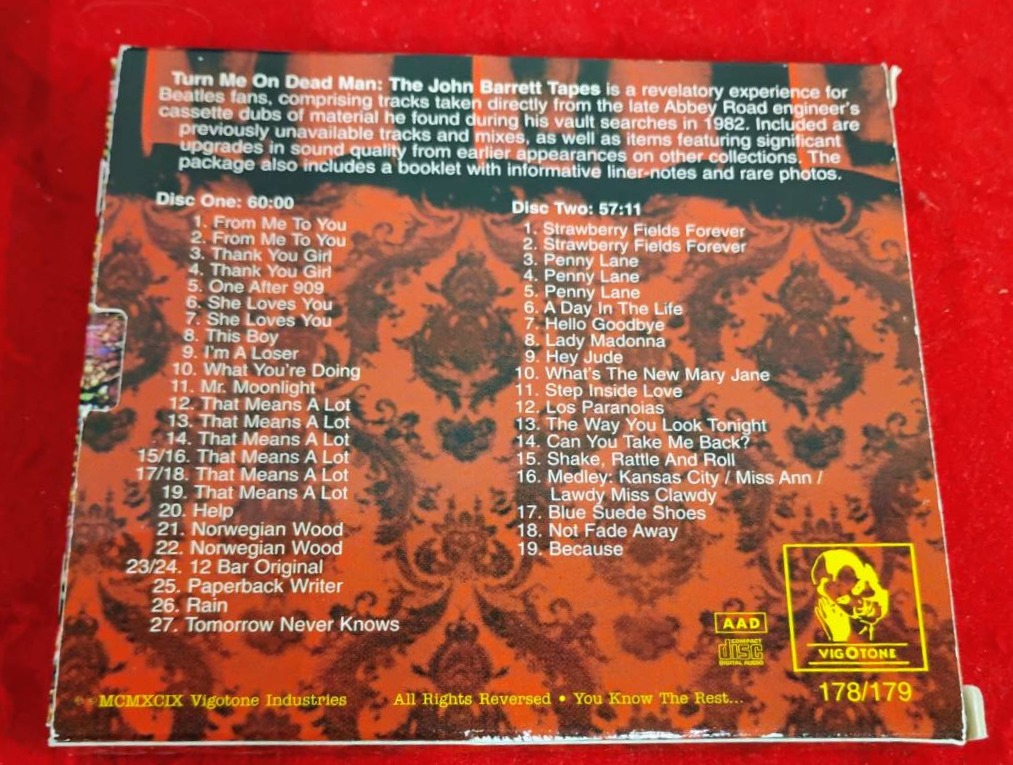 Turn Me On Dead Man: The John Barrett Tapes is a revelatory experience for
Beatles fans, comprising tracks taken directly from the late Abbey Road engineer's
cassette dubs of material he found during his vault searches in 1982. Included are
previously unavailable tracks and mixes, as well as items featuring significant
upgrades in sound quality from earlier appearances on other collections. The
package also includes a booklet with informative liner-notes and rare photos.
Disc One: 60:00
1. From Me To You
2. From Me To You
3. Thank You Girl
4. Thank You Girl
5. One After 909
6. She Loves You
7. She Loves You
8. This Boy
9. I'm A Loser
10. What You're Doing
11. Mr. Moonlight
12. That Means A Lot
13. That Means A Lot
14. That Means A Lot
15/16. That Means A Lot
17/18. That Means A Lot
19. That Means A Lot
20. Help
21. Norwegian Wood
22. Norwegian Wood
23/24. 12 Bar Original
25. Paperback Writer
26. Rain
27. Tomorrow Never Knows
Disc Two: 57:11
1. Strawberry Fields Forever
2. Strawberry Fields Forever
3. Penny Lane
4. Penny Lane
5. Penny Lane
6. A Day In The Life
7. Hello Goodbye
8. Lady Madonna
9. Hey Jude
10. What's The New Mary Jane
11. Step Inside Love
12. Los Paranoias
13. The Way You Look Tonight
14. Can You Take Me Back?
15. Shake, Rattle And Roll
16. Medley: Kansas City / Miss Ann /
Lawdy Miss Clawdy
17. Blue Suede Shoes
18. Not Fade Away
19. Because
AAD
COMPACT
disc
DIGITAL AUDIO
VIGOTONE
178/179
MCMXCIX Vigotone Industries All Rights Reversed • You Know The Rest...